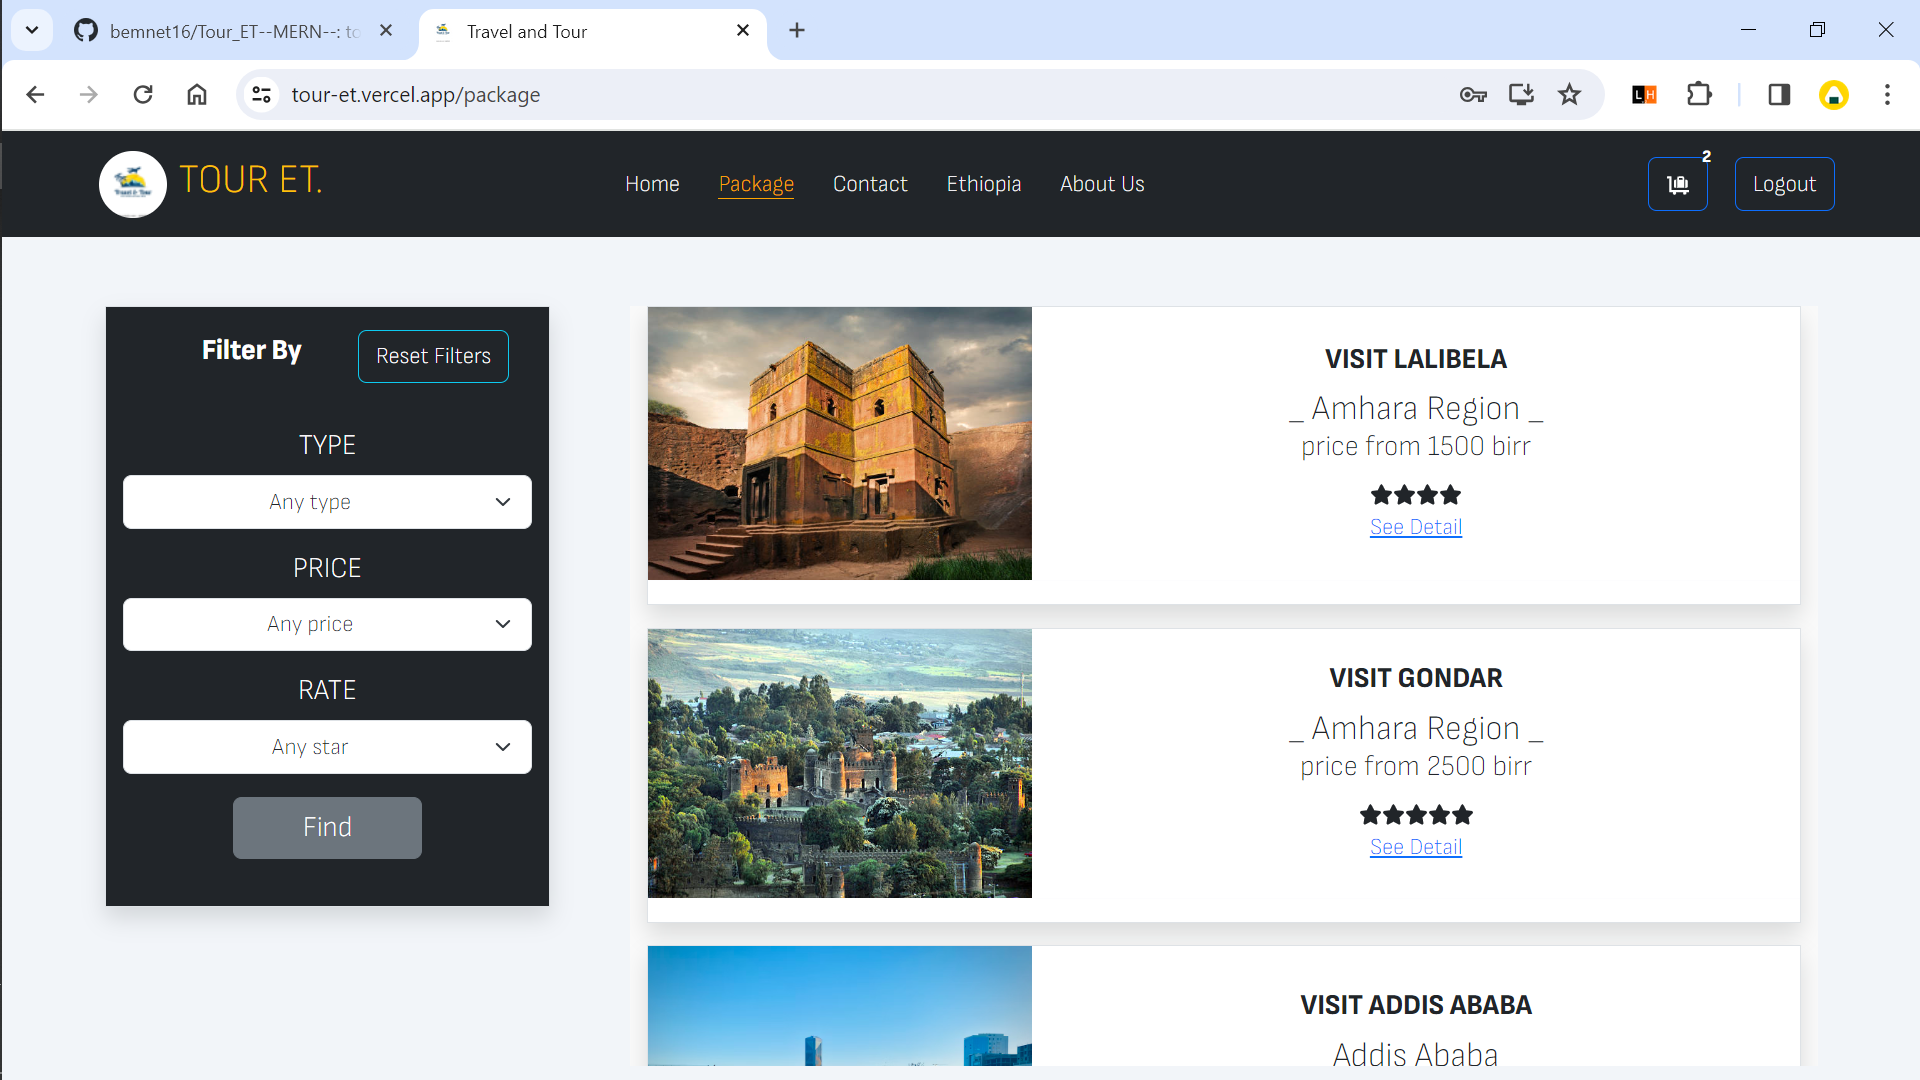 bemnet16/Tour_ET--MERN--: to
Travel and Tour
tour-et.vercel.app/package
LH
TOUR ET.
Home
Package
Contact
Ethiopia
About Us
2
Logout
Filter By
Reset Filters
TYPE
Any type
PRICE
Any price
RATE
Any star
Find
VISIT LALIBELA
_ Amhara Region _
price from 1500 birr
See Detail
VISIT GONDAR
_ Amhara Region _
price from 2500 birr
See Detail
VISIT ADDIS ABABA
Addis Ababa